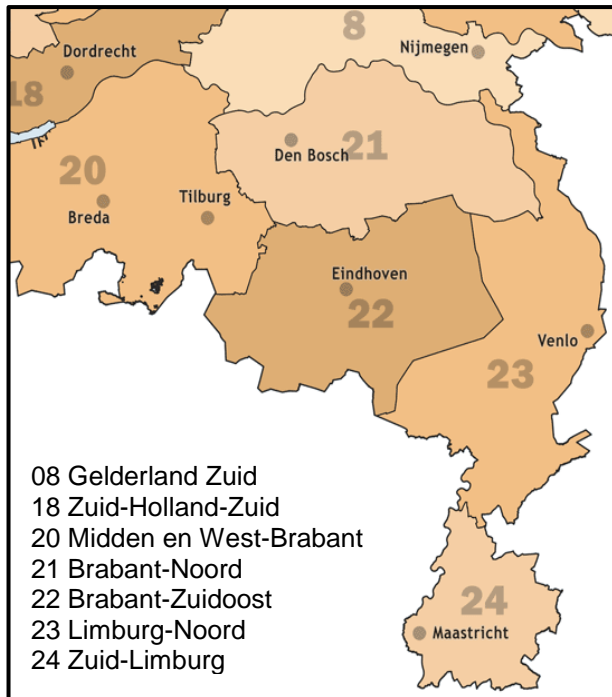 8
Dordrecht
Nijmegen
18
Den Bosch
21
20
Tilburg
Breda
Eindhoven
22
Venlo
23
08 Gelderland Zuid
18 Zuid-Holland-Zuid
20 Midden en West-Brabant
21 Brabant-Noord
22 Brabant-Zuidoost
23 Limburg-Noord
24 Zuid-Limburg
24
Maastricht